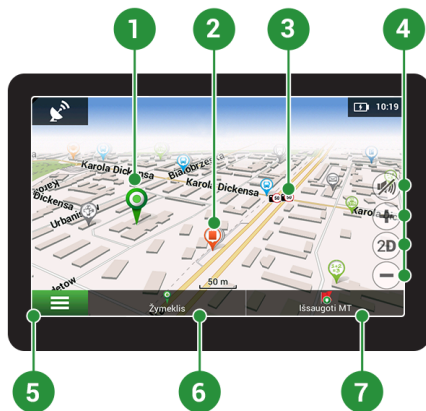 1 2 3 4
10:19
Karola Dickensa
Białobrzeska
Karola Dickensa
Karola
Dickensa
Urbanis
2D
50 m
Žymeklis
Išsaugoti MT
5 6 7